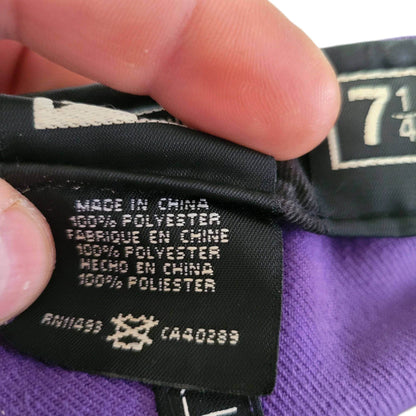 7 1/4
MADE IN CHINA
100% POLYESTER
FABRIQUE EN CHINE
100% POLYESTER
HECHO EN CHINA
100% POLIESTER
RN11493 CA40289